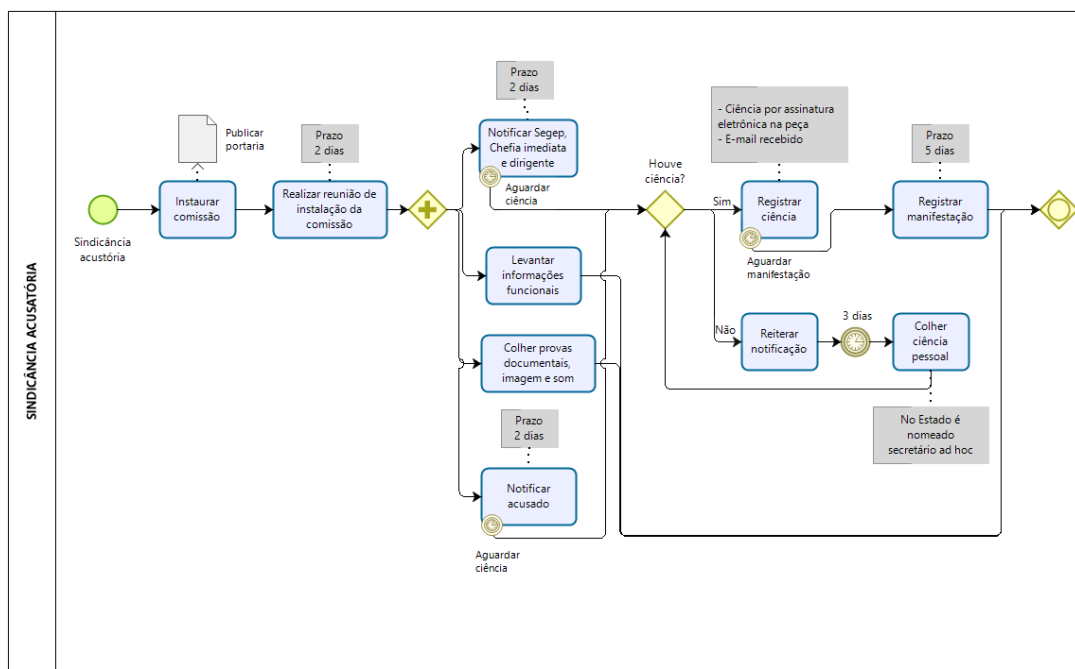 SINDICÂNCIA ACUSATÓRIA
Sindicância
acustória
Publicar
portaria
Instaurar
comissão
Prazo
2 dias
Realizar reunião de
instalação da
comissão
Prazo
2 dias
Notificar Segep,
Chefia imediata
e dirigente
Aguardar
ciência
Levantar
informações
funcionais
Colher provas
documentais,
imagem e som
Prazo
2 dias
Notificar
acusado
Aguardar
ciência
Houve
ciência?
Sim
Não
- Ciência por assinatura
eletrônica na peça
- E-mail recebido
Registrar
ciência
Aguardar
manifestação
Prazo
5 dias
Registrar
manifestação
Reiterar
notificação
3 dias
Colher
ciência
pessoal
No Estado é
nomeado
secretário ad hoc